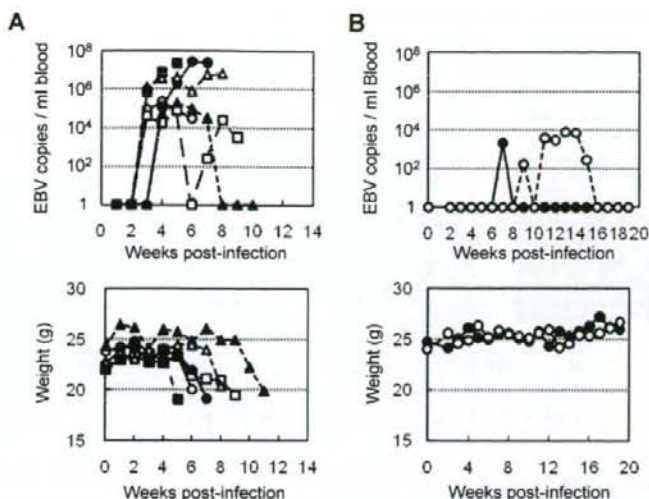 A
EBV copies / ml blood
10⁸
10⁶
10⁴
10²
1
0 2 4 6 8 10 12 14
Weeks post-infection
B
EBV copies / ml Blood
10⁸
10⁶
10⁴
10²
1
0 2 4 6 8 10 12 14 16 18 20
Weeks post-infection
Weight (g)
30
25
20
15
0 2 4 6 8 10 12 14
Weeks post-infection
Weight (g)
30
25
20
15
0 4 8 12 16 20
Weeks post-infection